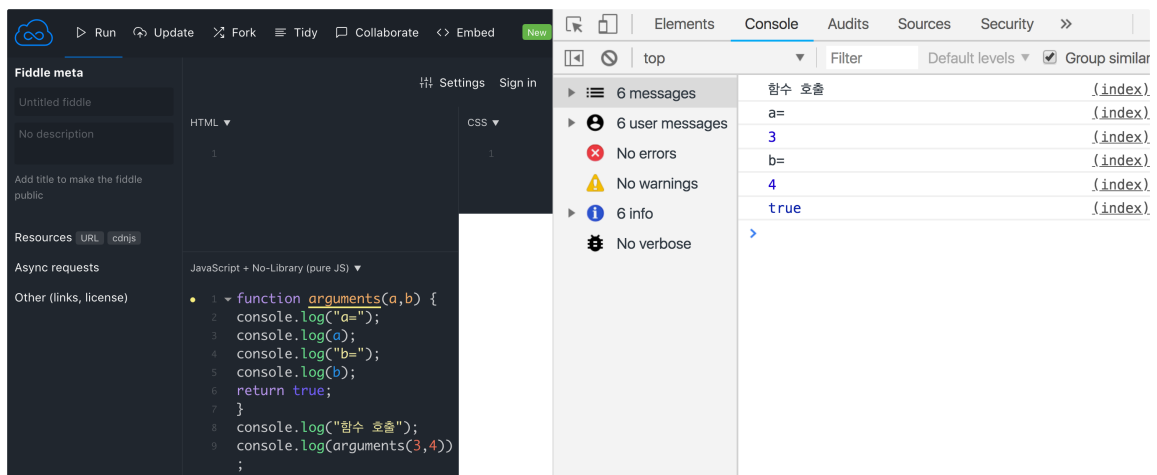 Run Update Fork Tidy Collaborate Embed New
Fiddle meta
Untitled fiddle
No description
Add title to make the fiddle
public
Resources URL cdnjs
Async requests
Other (links, license)
Settings Sign in
HTML ▼
1
CSS ▼
1
JavaScript + No-Library (pure JS) ▼
1 function arguments(a,b) {
2 console.log("a=");
3 console.log(a);
4 console.log("b=");
5 console.log(b);
6 return true;
7 }
8 console.log("함수 호출");
9 console.log(arguments(3,4))
;
Elements Console Audits Sources Security »
top ▼ Filter Default levels ▼ Group similar
6 messages
6 user messages
No errors
No warnings
6 info
No verbose
함수 호출 (index)
a= (index)
3 (index)
b= (index)
4 (index)
true (index)
>